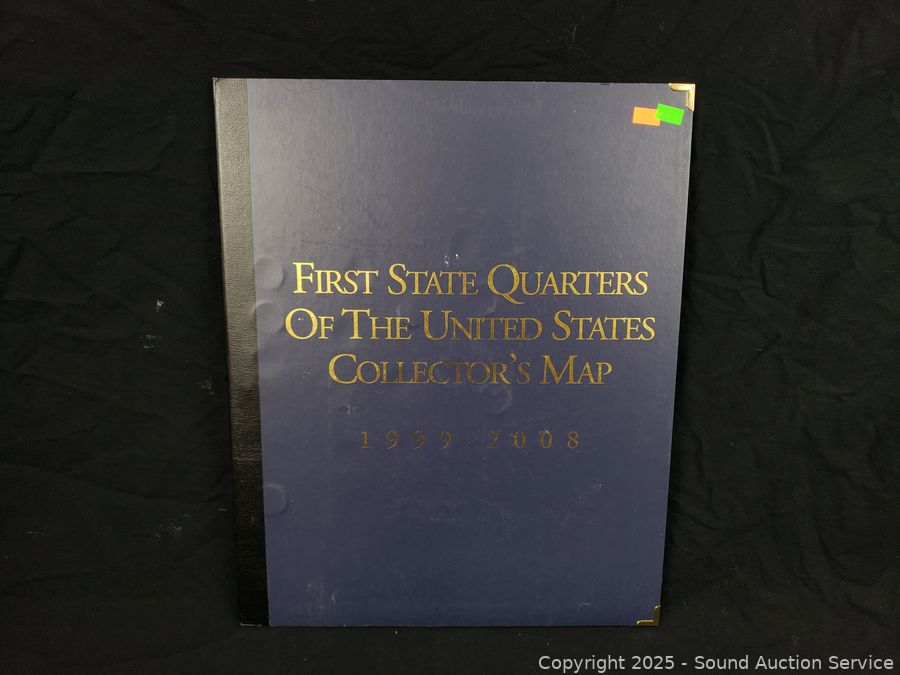 First State Quarters
Of The United States
Collector's Map
1999-2008
Copyright 2025 - Sound Auction Service